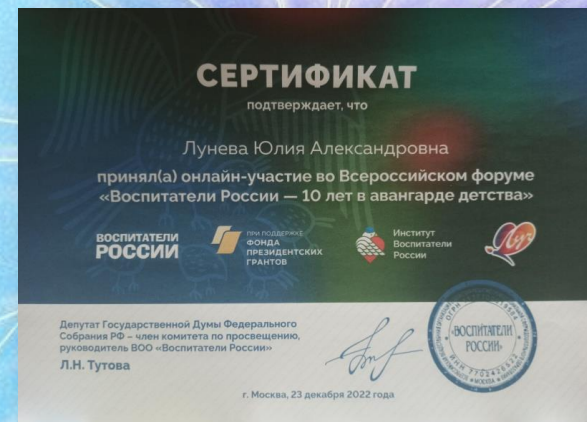 СЕРТИФИКАТ
подтверждает, что
Лунева Юлия Александровна
принял(а) онлайн-участие во Всероссийском форуме
«Воспитатели России — 10 лет в авангарде детства»
ВОСПИТАТЕЛИ
РОССИИ
ПРИ ПОДДЕРЖКЕ
ФОНДА
ПРЕЗИДЕНТСКИХ
ГРАНТОВ
Институт
Воспитатели
России
Луч
Депутат Государственной Думы Федерального
Собрания РФ – член комитета по просвещению,
руководитель ВОО «Воспитатели России»
Л.Н. Тутова
«ВОСПИТАТЕЛИ
РОССИИ»
г. Москва, 23 декабря 2022 года